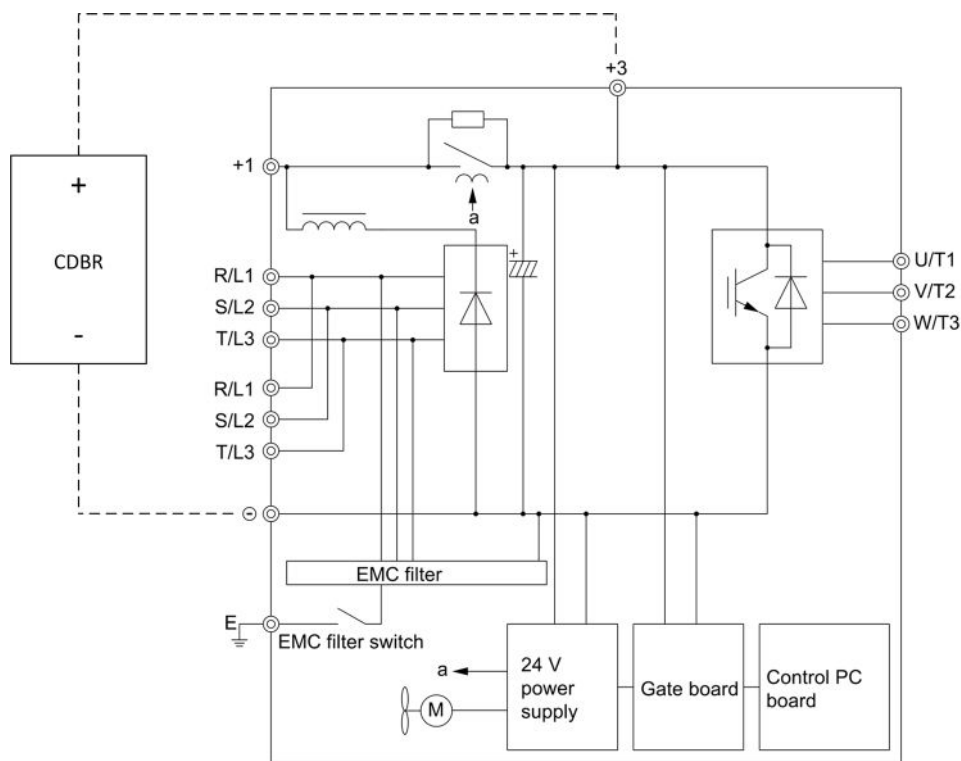 +3
+1
+
CDBR
-
a
+
R/L1
S/L2
T/L3
R/L1
S/L2
T/L3
U/T1
V/T2
W/T3
-
EMC filter
E
EMC filter switch
a
M
24 V
power
supply
Gate board
Control PC
board